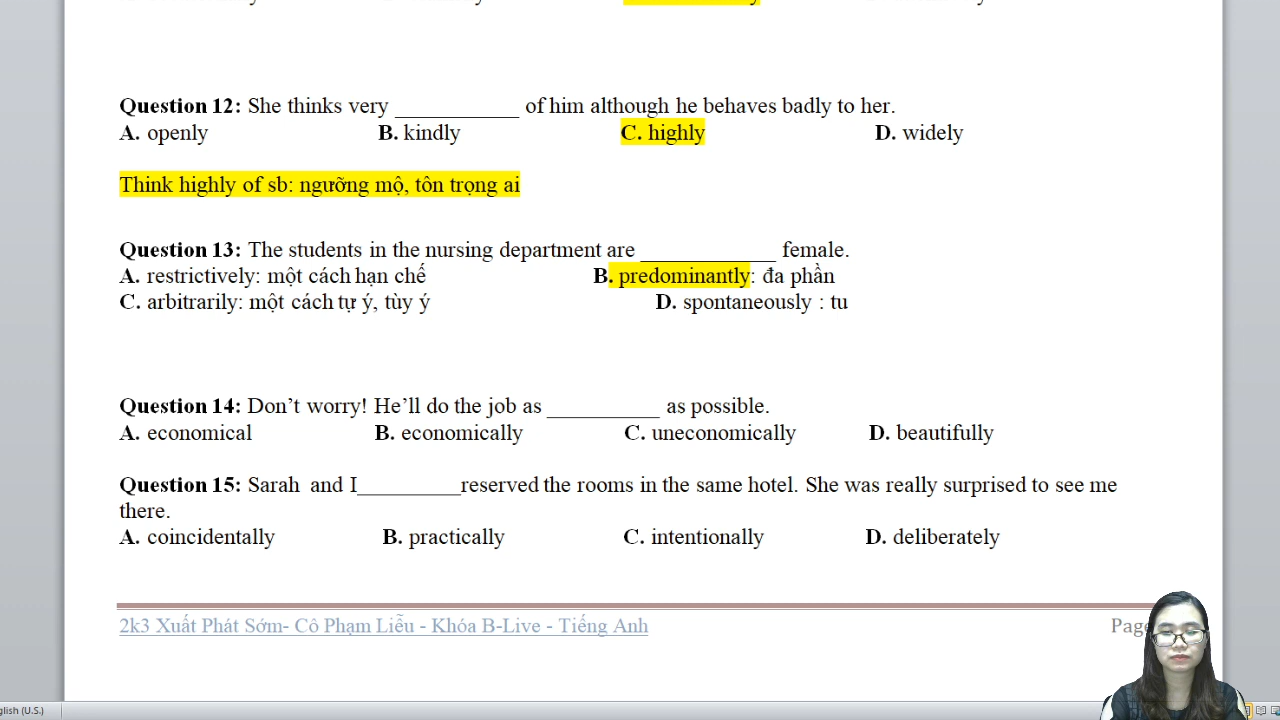 Question 12: She thinks very ___________ of him although he behaves badly to her.
A. openly B. kindly C. highly D. widely
Think highly of sb: ngưỡng mộ, tôn trọng ai
Question 13: The students in the nursing department are ____________ female.
A. restrictively: một cách hạn chế B. predominantly: đa phần
C. arbitrarily: một cách tự ý, tùy ý D. spontaneously : tu
Question 14: Don’t worry! He’ll do the job as __________ as possible.
A. economical B. economically C. uneconomically D. beautifully
Question 15: Sarah and I_________reserved the rooms in the same hotel. She was really surprised to see me
there.
A. coincidentally B. practically C. intentionally D. deliberately
2k3 Xuất Phát Sớm- Cô Phạm Liễu - Khóa B-Live - Tiếng Anh
(U.S.)